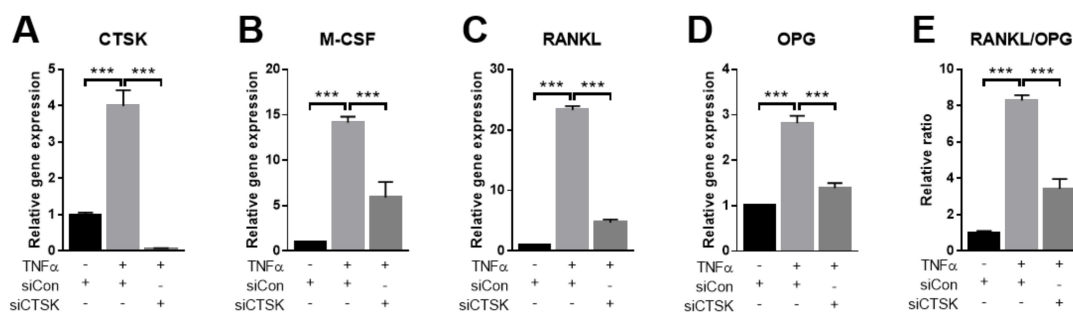 A CTSK
Relative gene expression
5
4
3
2
1
0
*** ***
TNFα - + +
siCon + + -
siCTSK - - +
B M-CSF
Relative gene expression
20
15
10
5
0
*** ***
- + +
+ + -
- - +
C RANKL
Relative gene expression
30
20
10
0
*** ***
TNFα - + +
siCon + + -
siCTSK - - +
D OPG
Relative gene expression
4
3
2
1
0
*** ***
TNFα - + +
siCon + + -
siCTSK - - +
E RANKL/OPG
Relative ratio
10
8
6
4
2
0
*** ***
TNFα - + +
siCon + + -
siCTSK - - +